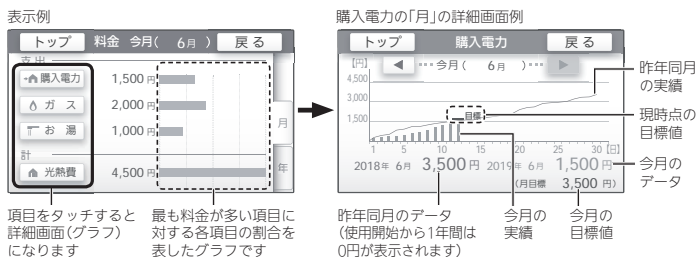 表示例
トップ
料金 今月( 6月 )
戻る
支出
購入電力
1,500 円
ガ ス
2,000 円
お 湯
1,000 円
計
光熱費
4,500 円
月
年
項目をタッチすると
詳細画面(グラフ)
になります
最も料金が多い項目に
対する各項目の割合を
表したグラフです
購入電力の「月」の詳細画面例
トップ
購入電力
戻る
[円]
◀ …今月( 6月 )… ▶
4,500
3,000
1,500
目標
1 5 10 15 20 25 30 [日]
2018年 6月 3,500 円 2019年 6月 1,500 円
(月目標 3,500 円)
昨年同月
の実績
現時点の
目標値
今月の
データ
昨年同月のデータ
(使用開始から1年間は
0円が表示されます)
今月の
実績
今月の
目標値